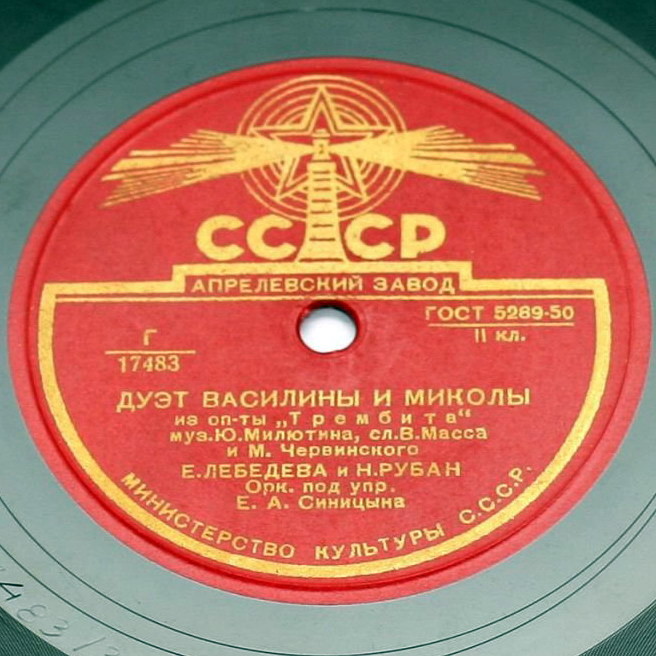 СССР
АПРЕЛЕВСКИЙ ЗАВОД
ГОСТ 5289-50
II кл.
Г
17483
ДУЭТ ВАСИЛИНЫ И МИКОЛЫ
из оп-ты „Трембита“
муз.Ю.Милютина, сл.В.Масса
и М. Червинского
Е.ЛЕБЕДЕВА и Н.РУБАН
Орк. под упр.
Е. А. Синицына
МИНИСТЕРСТВО КУЛЬТУРЫ С.С.С.Р.